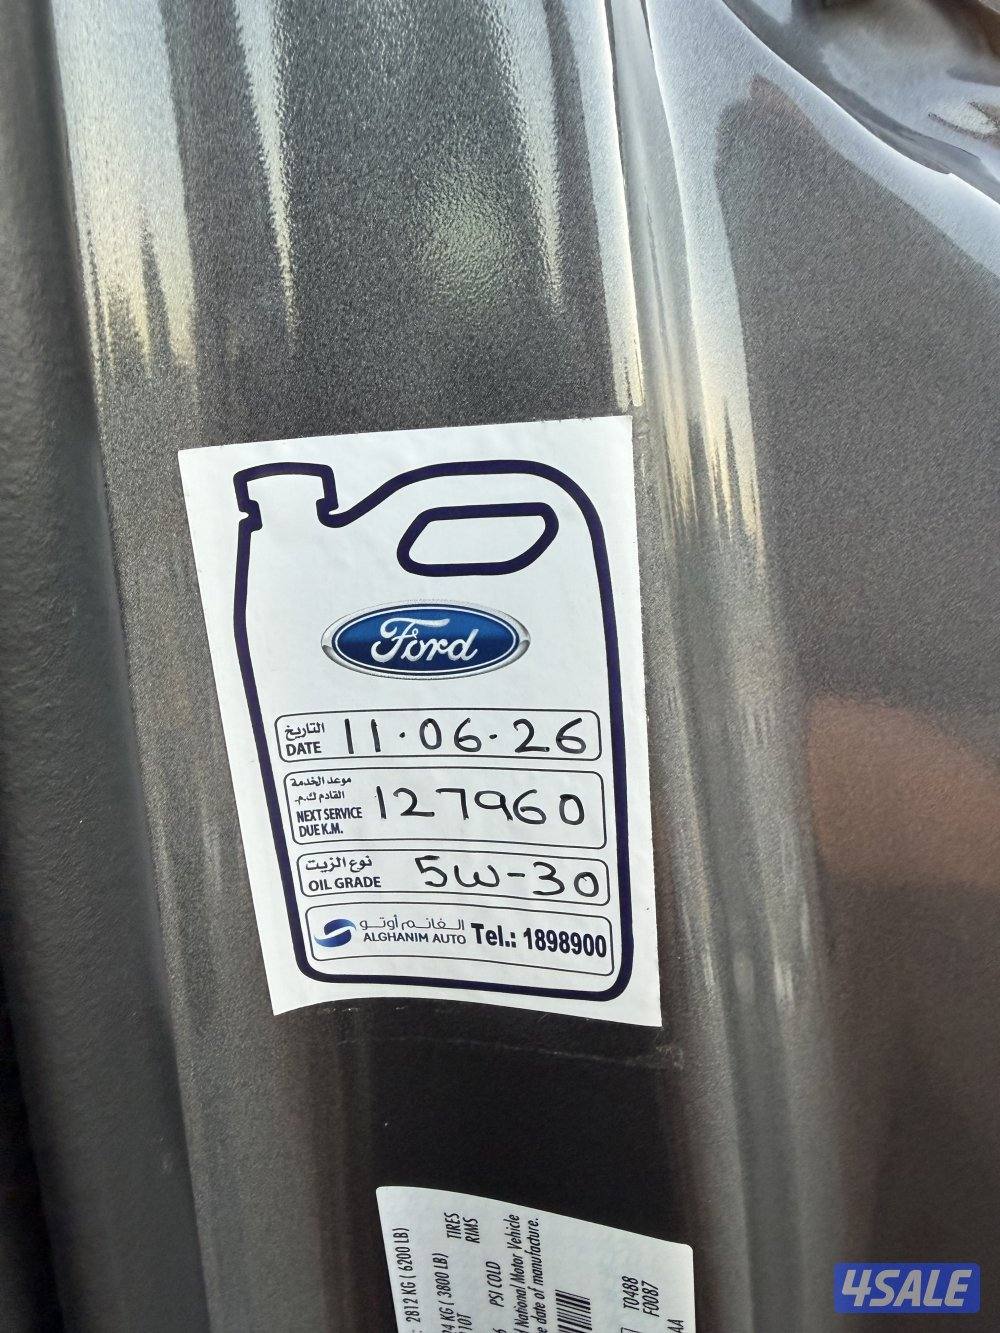 Ford
التاريخ
DATE 11.06.26
موعد الخدمة
القادم ك.م.
NEXT SERVICE
DUE K.M. 127960
نوع الزيت
OIL GRADE 5W-30
الغانم أوتو
ALGHANIM AUTO Tel.: 1898900
2812 KG ( 6200 LB)
KG ( 3800 LB)
TIRES
RIMS
PSI COLD
National Motor Vehicle
date of manufacture.
T0488
F0087
4SALE